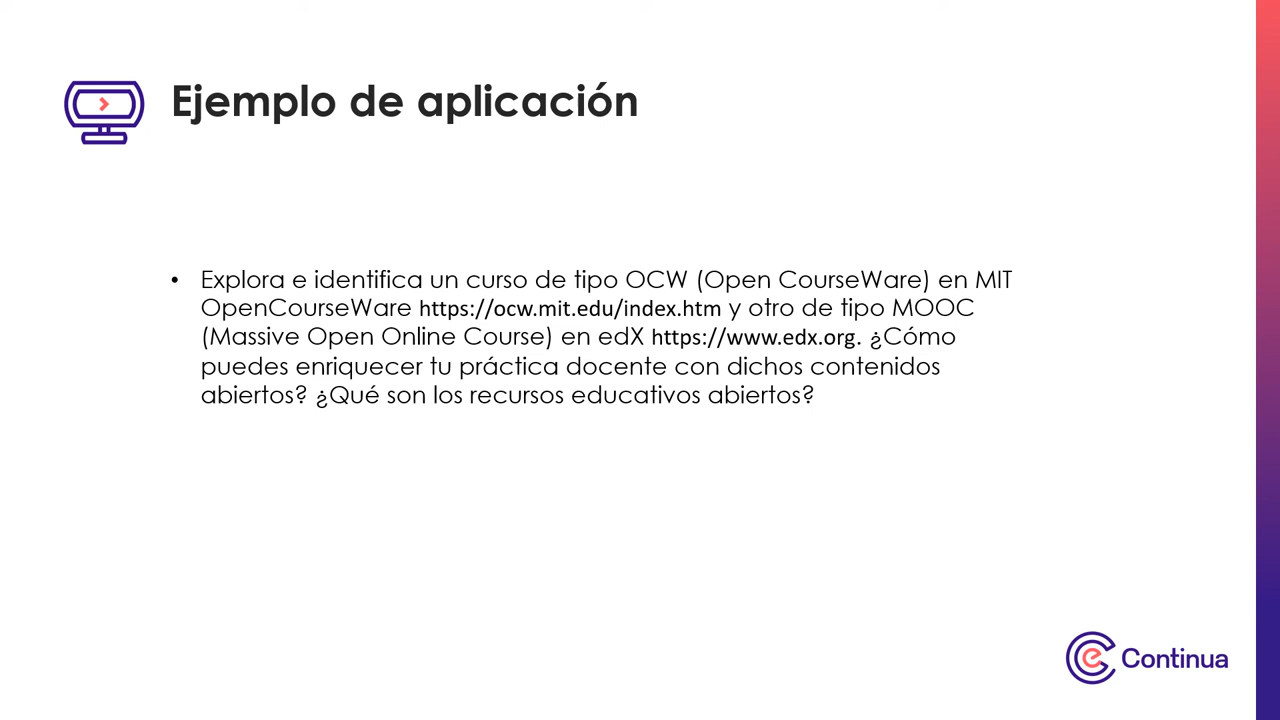 Ejemplo de aplicación
• Explora e identifica un curso de tipo OCW (Open CourseWare) en MIT
OpenCourseWare https://ocw.mit.edu/index.htm y otro de tipo MOOC
(Massive Open Online Course) en edX https://www.edx.org. ¿Cómo
puedes enriquecer tu práctica docente con dichos contenidos
abiertos? ¿Qué son los recursos educativos abiertos?
Continua